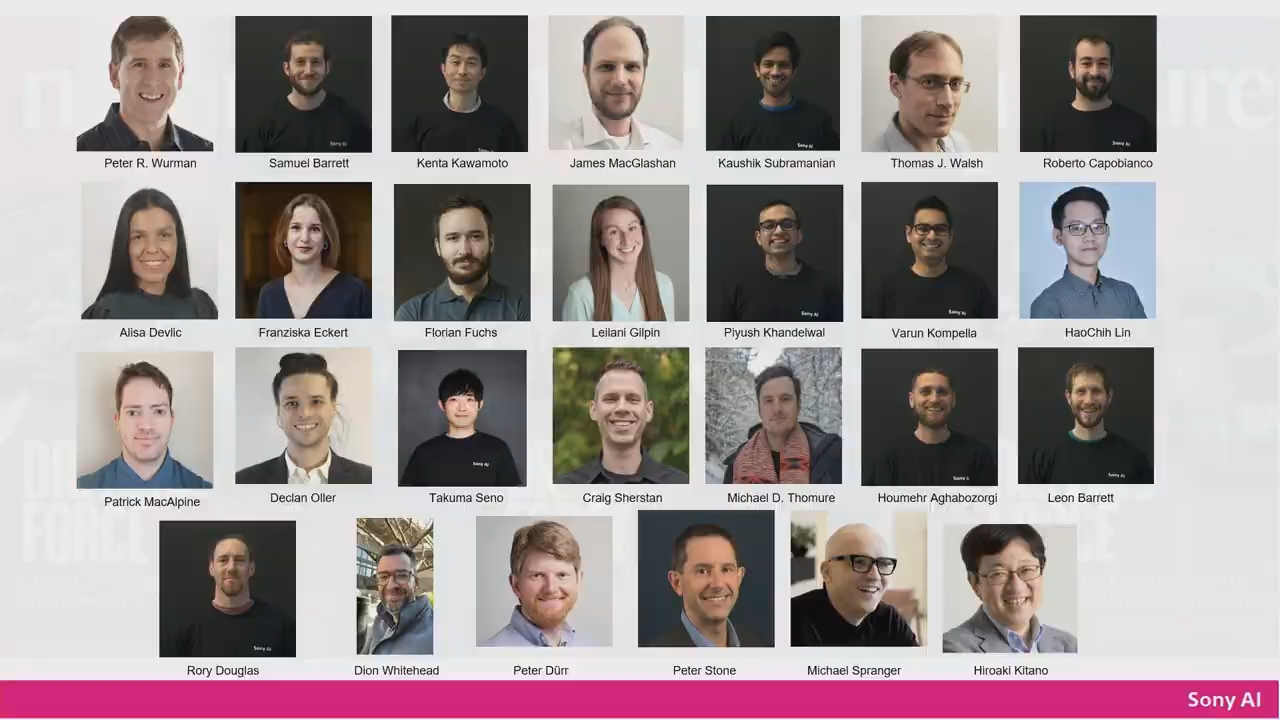 Peter R. Wurman
Samuel Barrett
Kenta Kawamoto
James MacGlashan
Kaushik Subramanian
Thomas J. Walsh
Roberto Capobianco
Alisa Devlic
Franziska Eckert
Florian Fuchs
Leilani Gilpin
Piyush Khandelwal
Varun Kompella
HaoChih Lin
Patrick MacAlpine
Declan Oller
Takuma Seno
Sony AI
Craig Sherstan
Michael D. Thomure
Houmehr Aghabozorgi
Leon Barrett
Rory Douglas
Dion Whitehead
Peter Dürr
Peter Stone
Michael Spranger
Hiroaki Kitano
Sony AI